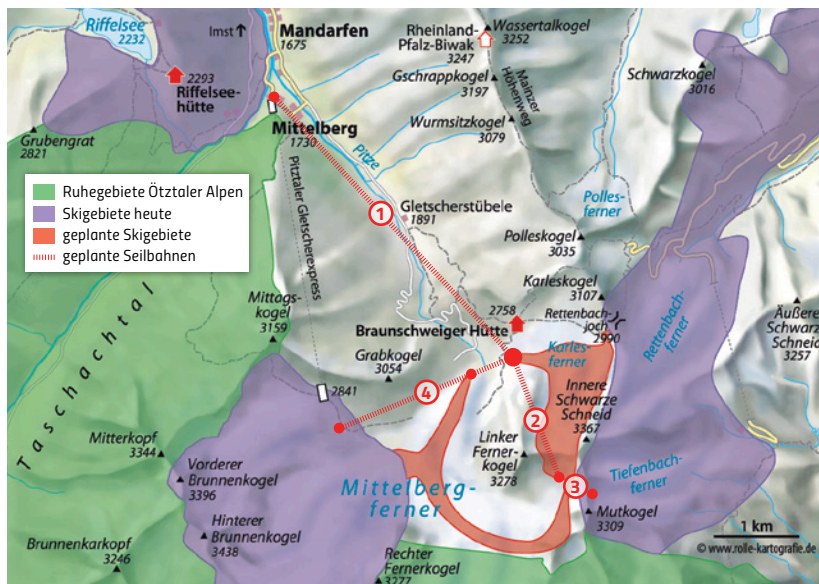 Riffelsee
2232
Imst
Mandarfen
1675
Rheinland-
Pfalz-Biwak
3247
Wassertalkogel
3252
2293
Riffelsee-
hütte
Gschrappkogel
3197
Mainzer
Höhenweg
Schwarzkogel
3016
Grubengrat
2821
Mittelberg
1730
Pitze
Wurmsitzkogel
3079
Ruhegebiete Ötztaler Alpen
Skigebiete heute
geplante Skigebiete
geplante Seilbahnen
Pitztaler Gletscherexpress
1
Gletscherstübele
1891
Polles-
ferner
Polleskogel
3035
Taschachtal
Mittags-
kogel
3159
Karleskogel
3107
2758
Braunschweiger Hütte
Rettenbach-
joch
2990
Rettenbach-
ferner
Äußere
Schwarze
Schneid
3257
Karles-
ferner
Grabkogel
3054
2841
4
2
Innere
Schwarze
Schneid
3367
Mitterkopf
3344
Vorderer
Brunnenkogel
3396
Linker
Ferner-
kogel
3278
Mittelberg-
ferner
3
Tiefenbach-
ferner
Mutkogel
3309
Hinterer
Brunnenkogel
3438
Brunnenkarkopf
3246
Rechter
Fernerkogel
3277
1 km
© www.rolle-kartografie.de